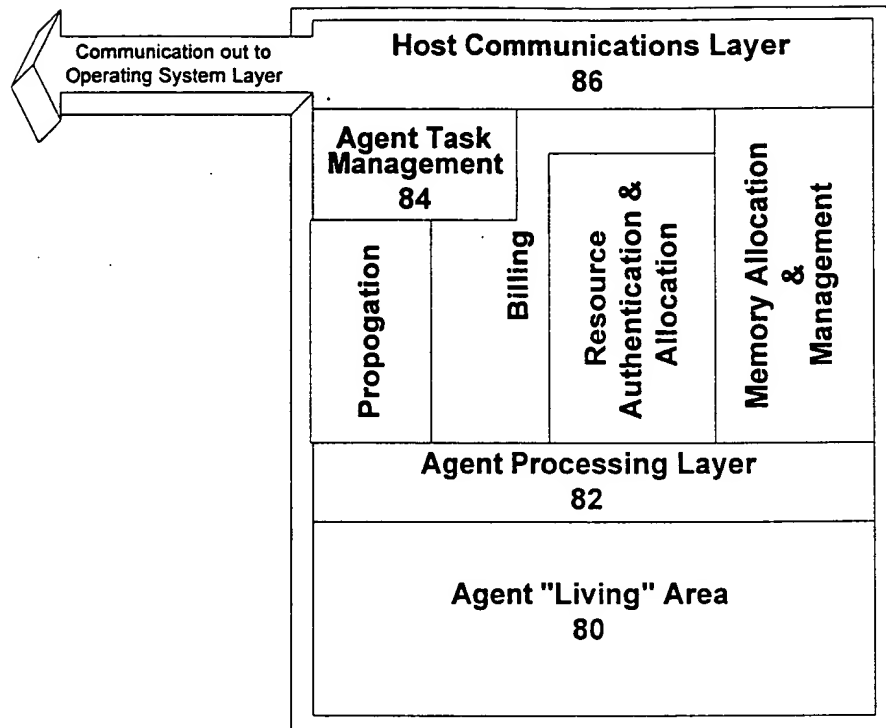 Communication out to
Operating System Layer
Host Communications Layer
86
Agent Task
Management
84
Propogation
Billing
Resource
Authentication &
Allocation
Memory Allocation
&
Management
Agent Processing Layer
82
Agent "Living" Area
80